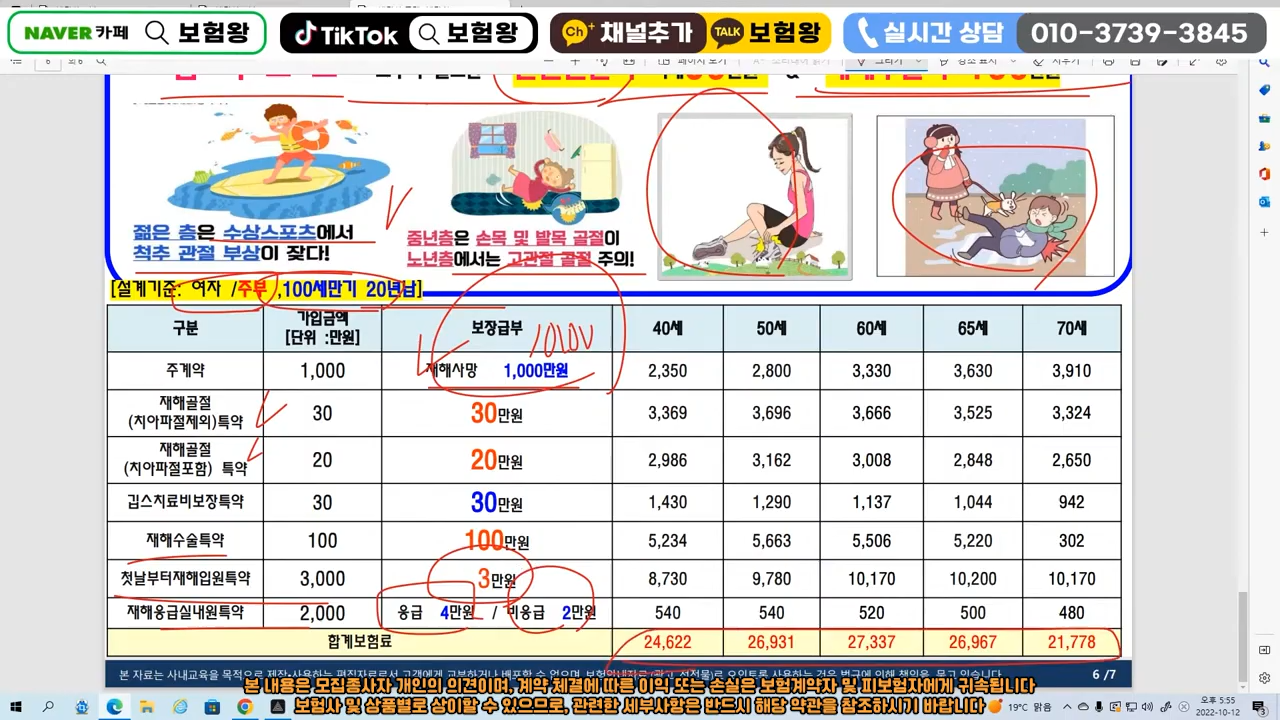 NAVER 카페 보험왕
TikTok 보험왕
Ch+ 채널추가 TALK 보험왕
실시간 상담 010-3739-3845
젊은 층은 수상스포츠에서
척추 관절 부상이 잦다!
중년층은 손목 및 발목 골절이
노년층에서는 고관절 골절 주의!
[설계기준: 여자 /주부 ,100세만기 20년납]
구분 가입금액 [단위 :만원] 보장급부 40세 50세 60세 65세 70세
주계약 1,000 재해사망 1,000만원 2,350 2,800 3,330 3,630 3,910
재해골절 (치아파절제외)특약 30 30만원 3,369 3,696 3,666 3,525 3,324
재해골절 (치아파절포함) 특약 20 20만원 2,986 3,162 3,008 2,848 2,650
깁스치료비보장특약 30 30만원 1,430 1,290 1,137 1,044 942
재해수술특약 100 100만원 5,234 5,663 5,506 5,220 302
첫날부터재해입원특약 3,000 3만원 8,730 9,780 10,170 10,200 10,170
재해응급실내원특약 2,000 응급 4만원 / 비응급 2만원 540 540 520 500 480
합계보험료 24,622 26,931 27,337 26,967 21,778
6 /7
본 내용은 모집종사자 개인의 의견이며, 계약 체결에 따른 이익 또는 손실은 보험계약자 및 피보험자에게 귀속됩니다
보험사 및 상품별로 상이할 수 있으므로, 관련한 세부사항은 반드시 해당 약관을 참조하시기 바랍니다
19°C 맑음
오후 5:55
2022-10-12